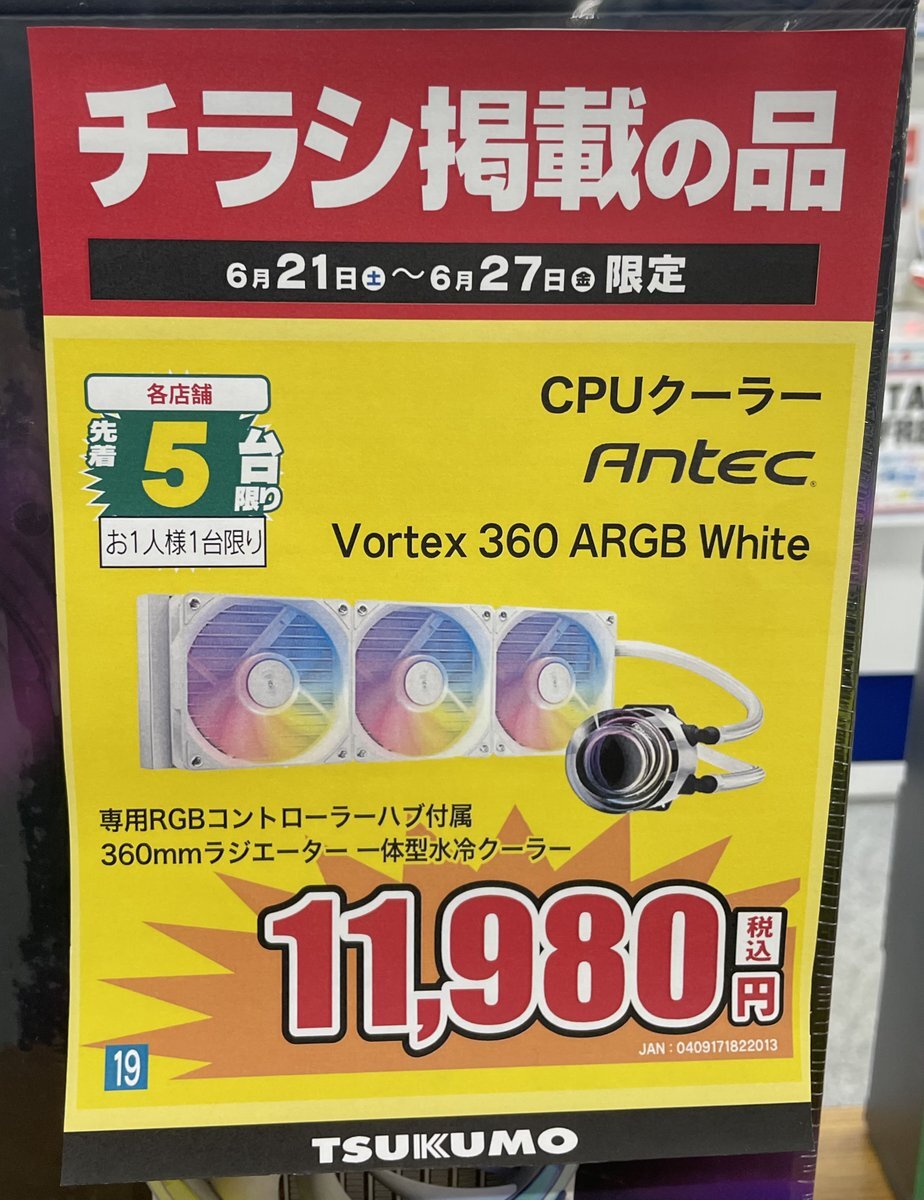 チラシ掲載の品
6月21日(土)～6月27日(金)限定
各店舗
先着5台限り
お1人様1台限り
CPUクーラー
Antec®
Vortex 360 ARGB White
専用RGBコントローラーハブ付属
360mmラジエーター 一体型水冷クーラー
11,980円税込
JAN：0409171822013
19
TSUKUMO